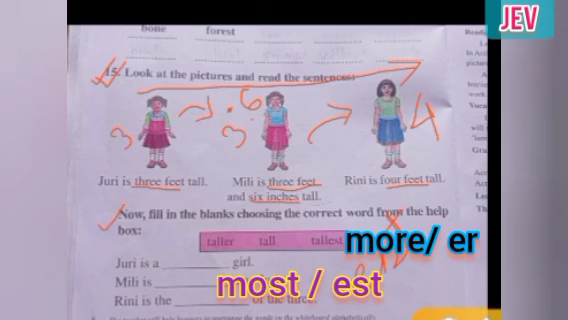 JEV
bone
forest
15. Look at the pictures and read the sentences:
3
3.6
4
Juri is three feet tall.
Mili is three feet
and six inches tall.
Rini is four feet tall.
Now, fill in the blanks choosing the correct word from the help
box:
taller tall tallest
more/ er
Juri is a ________ girl.
Mili is ________
most / est
Rini is the ________ of the three.